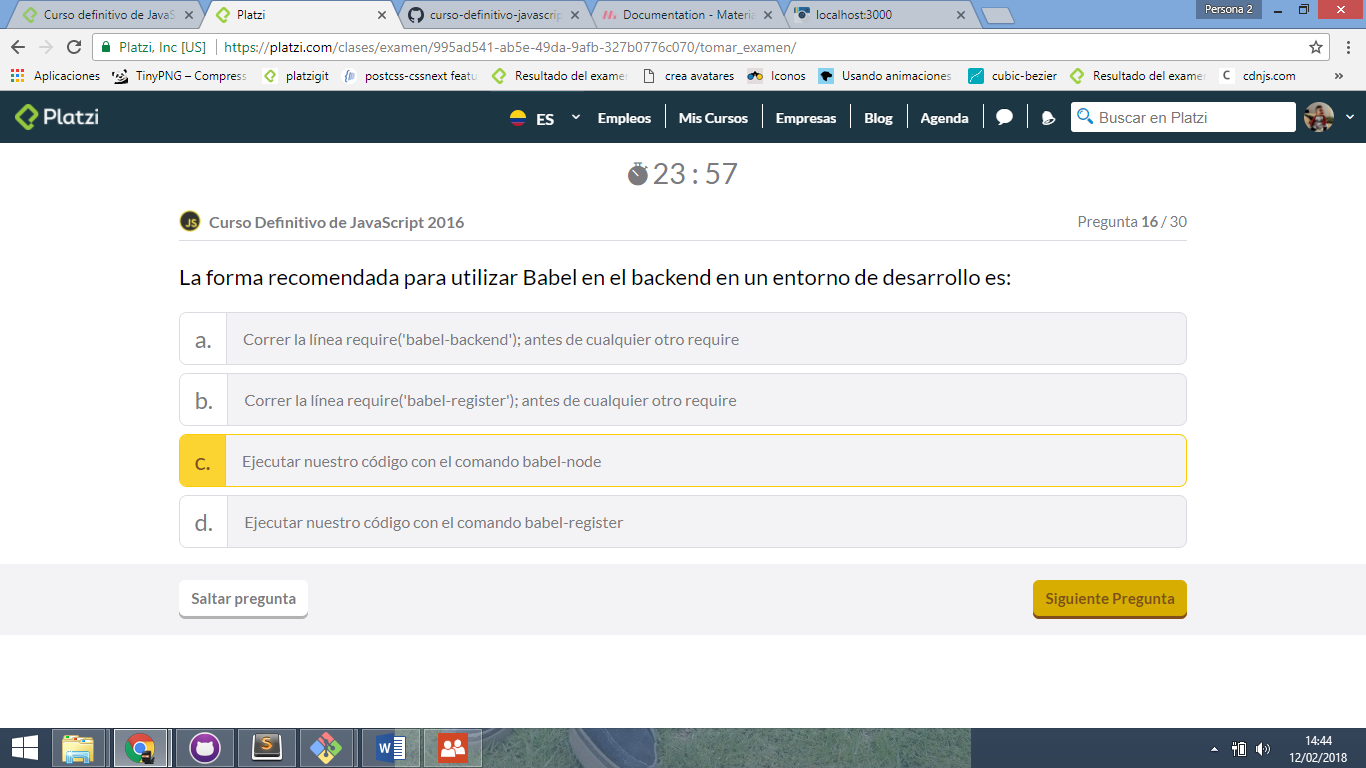 Curso definitivo de JavaS
Platzi
curso-definitivo-javascrip
Documentation - Materia
localhost:3000
Persona 2
Platzi, Inc [US]
https://platzi.com/clases/examen/995ad541-ab5e-49da-9afb-327b0776c070/tomar_examen/
Aplicaciones
TinyPNG – Compress
platzigit
postcss-cssnext featu
Resultado del examen
crea avatares
Iconos
Usando animaciones
cubic-bezier
Resultado del examen
C cdnjs.com
»
Platzi
ES
Empleos
Mis Cursos
Empresas
Blog
Agenda
Buscar en Platzi
23 : 57
JS Curso Definitivo de JavaScript 2016
Pregunta 16 / 30
La forma recomendada para utilizar Babel en el backend en un entorno de desarrollo es:
a. Correr la línea require('babel-backend'); antes de cualquier otro require
b. Correr la línea require('babel-register'); antes de cualquier otro require
c. Ejecutar nuestro código con el comando babel-node
d. Ejecutar nuestro código con el comando babel-register
Saltar pregunta
Siguiente Pregunta
14:44
12/02/2018